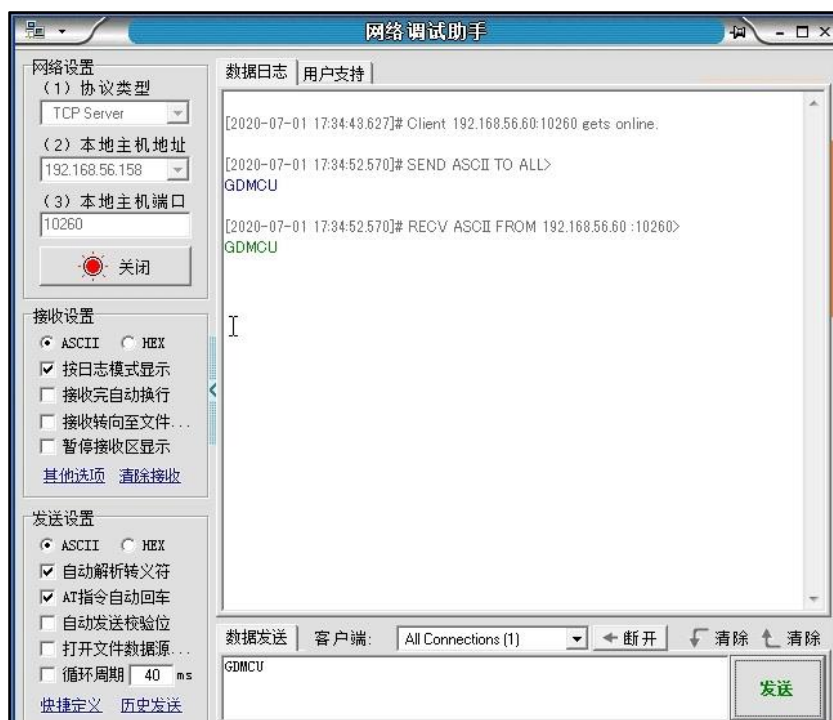 网络调试助手
网络设置
(1) 协议类型
TCP Server
(2) 本地主机地址
192.168.56.158
(3) 本地主机端口
10260
关闭
接收设置
ASCII HEX
按日志模式显示
接收完自动换行
接收转向至文件...
暂停接收区显示
其他选项 清除接收
发送设置
ASCII HEX
自动解析转义符
AT指令自动回车
自动发送校验位
打开文件数据源...
循环周期 40 ms
快捷定义 历史发送
数据日志 用户支持
[2020-07-01 17:34:43.627]# Client 192.168.56.60:10260 gets online.
[2020-07-01 17:34:52.570]# SEND ASCII TO ALL>
GDMCU
[2020-07-01 17:34:52.570]# RECV ASCII FROM 192.168.56.60 :10260>
GDMCU
数据发送 客户端: All Connections (1) 断开 清除 清除
GDMCU
发送